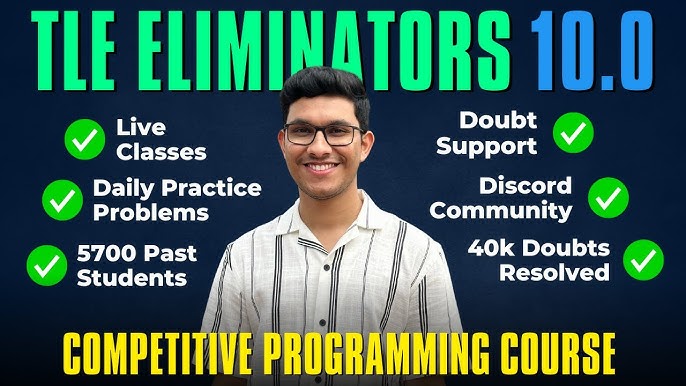 TLE ELIMINATORS 10.0
Live
Classes
Daily Practice
Problems
5700 Past
Students
Doubt
Support
Discord
Community
40k Doubts
Resolved
COMPETITIVE PROGRAMMING COURSE